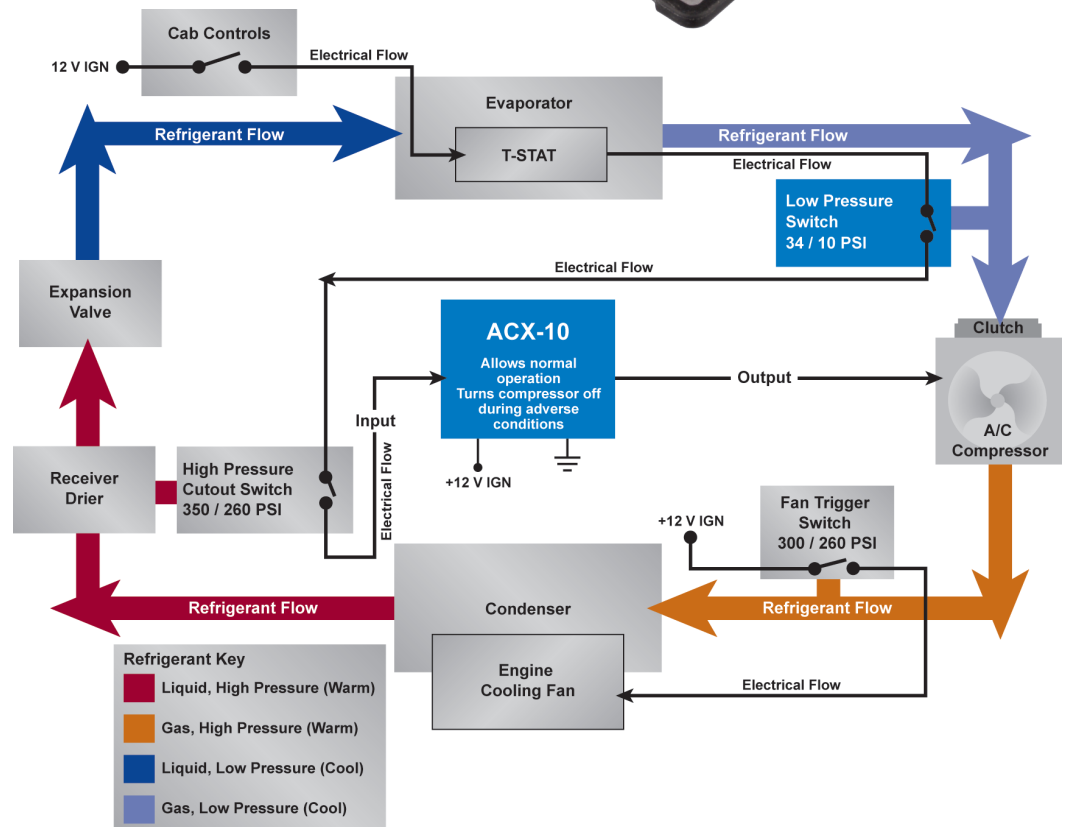 Cab Controls
12 V IGN
Electrical Flow
Evaporator
T-STAT
Refrigerant Flow
Refrigerant Flow
Electrical Flow
Low Pressure
Switch
34 / 10 PSI
Electrical Flow
Expansion
Valve
ACX-10
Allows normal
operation
Turns compressor off
during adverse
conditions
Clutch
Output
Input
A/C
Compressor
Receiver
Drier
High Pressure
Cutout Switch
350 / 260 PSI
Electrical Flow
+12 V IGN
Fan Trigger
Switch
300 / 260 PSI
+12 V IGN
Refrigerant Flow
Condenser
Refrigerant Flow
Engine
Cooling Fan
Electrical Flow
Refrigerant Key
Liquid, High Pressure (Warm)
Gas, High Pressure (Warm)
Liquid, Low Pressure (Cool)
Gas, Low Pressure (Cool)